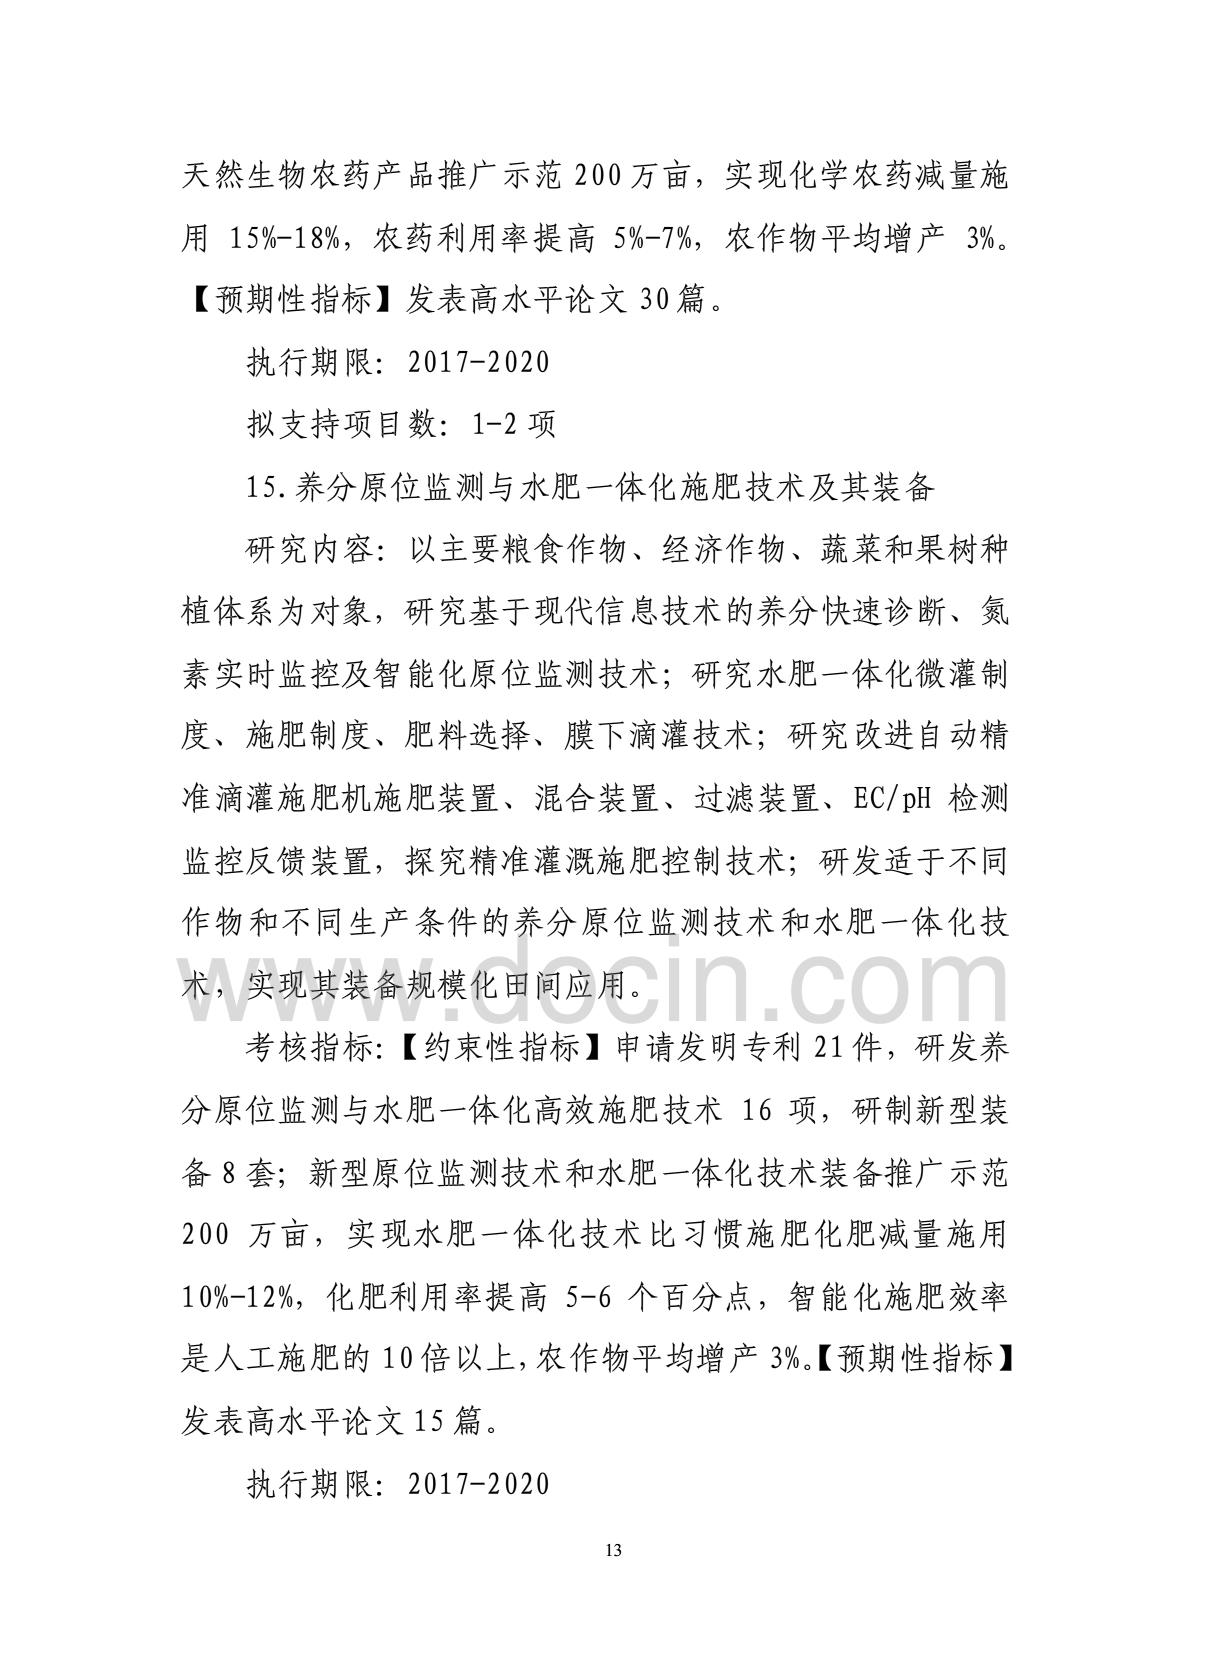 天然生物农药产品推广示范 200 万亩，实现化学农药减量施
用 15%-18%，农药利用率提高 5%-7%，农作物平均增产 3%。
【预期性指标】发表高水平论文 30 篇。
执行期限：2017-2020
拟支持项目数：1-2 项
15.养分原位监测与水肥一体化施肥技术及其装备
研究内容：以主要粮食作物、经济作物、蔬菜和果树种
植体系为对象，研究基于现代信息技术的养分快速诊断、氮
素实时监控及智能化原位监测技术；研究水肥一体化微灌制
度、施肥制度、肥料选择、膜下滴灌技术；研究改进自动精
准滴灌施肥机施肥装置、混合装置、过滤装置、EC/pH 检测
监控反馈装置，探究精准灌溉施肥控制技术；研发适于不同
作物和不同生产条件的养分原位监测技术和水肥一体化技
术，实现其装备规模化田间应用。
www.docin.com
考核指标：【约束性指标】申请发明专利 21 件，研发养
分原位监测与水肥一体化高效施肥技术 16 项，研制新型装
备 8 套；新型原位监测技术和水肥一体化技术装备推广示范
200 万亩，实现水肥一体化技术比习惯施肥化肥减量施用
10%-12%，化肥利用率提高 5-6 个百分点，智能化施肥效率
是人工施肥的 10 倍以上，农作物平均增产 3%。【预期性指标】
发表高水平论文 15 篇。
执行期限：2017-2020
13